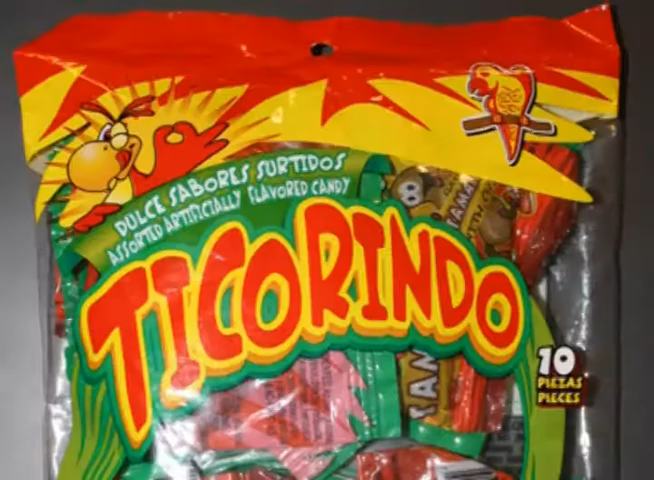 DULCE SABORES SURTIDOS
ASSORTED ARTIFICIALLY FLAVORED CANDY
TICORINDO
10
PIEZAS
PIECES